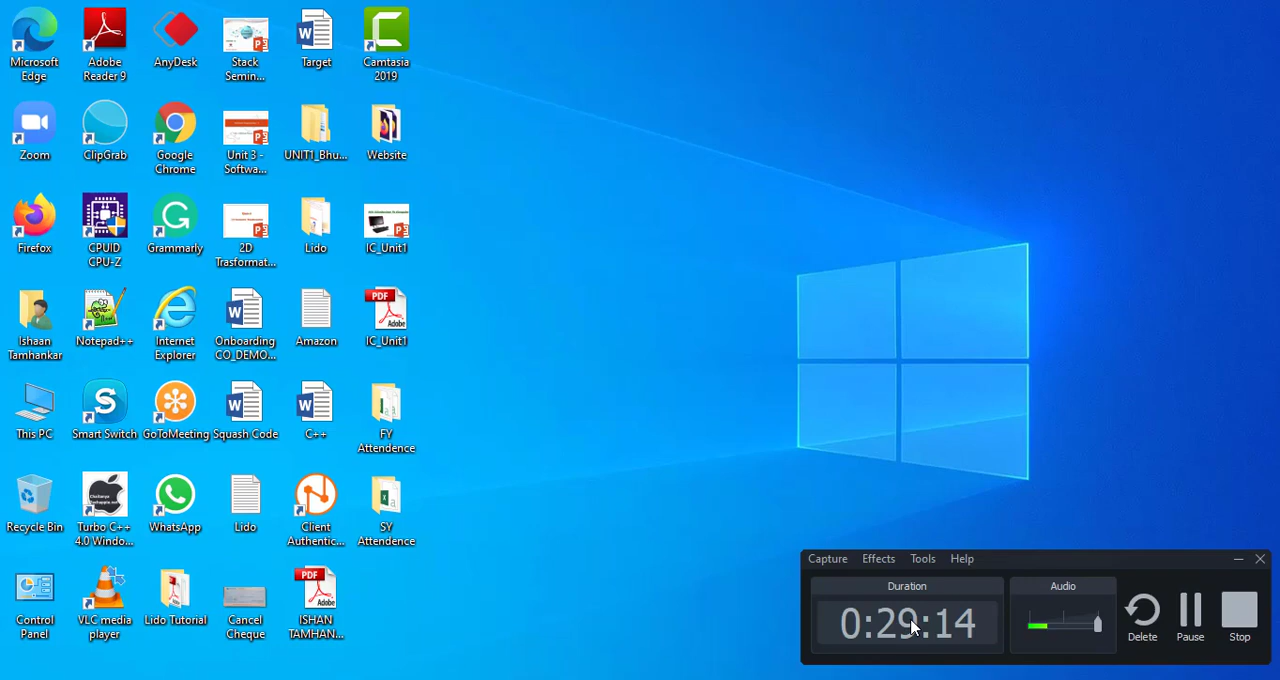 Microsoft
Edge
Adobe
Reader 9
AnyDesk
Stack
Semin...
Target
Camtasia
2019
Zoom
ClipGrab
Google
Chrome
Unit 3 -
Softwa...
UNIT1_Bhu...
Website
Firefox
CPUID
CPU-Z
Grammarly
2D
Trasformat...
Lido
IC_Unit1
Ishaan
Tamhankar
Notepad++
Internet
Explorer
Onboarding
CO_DEMO...
Amazon
PDF
Adobe
IC_Unit1
This PC
Smart Switch
GoToMeeting
Squash Code
C++
FY
Attendence
Recycle Bin
Turbo C++
4.0 Windo...
WhatsApp
Lido
Client
Authentic...
SY
Attendence
Control
Panel
VLC media
player
Lido Tutorial
Cancel
Cheque
PDF
Adobe
ISHAN
TAMHAN...
Capture Effects Tools Help
Duration
0:29:14
Audio
Delete
Pause
Stop